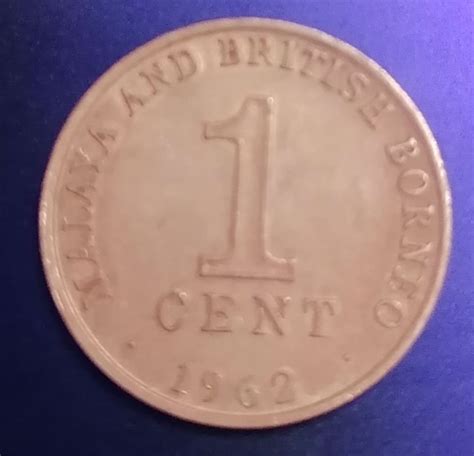 MALAYA AND BRITISH BORNEO
1
CENT
· 1962 ·